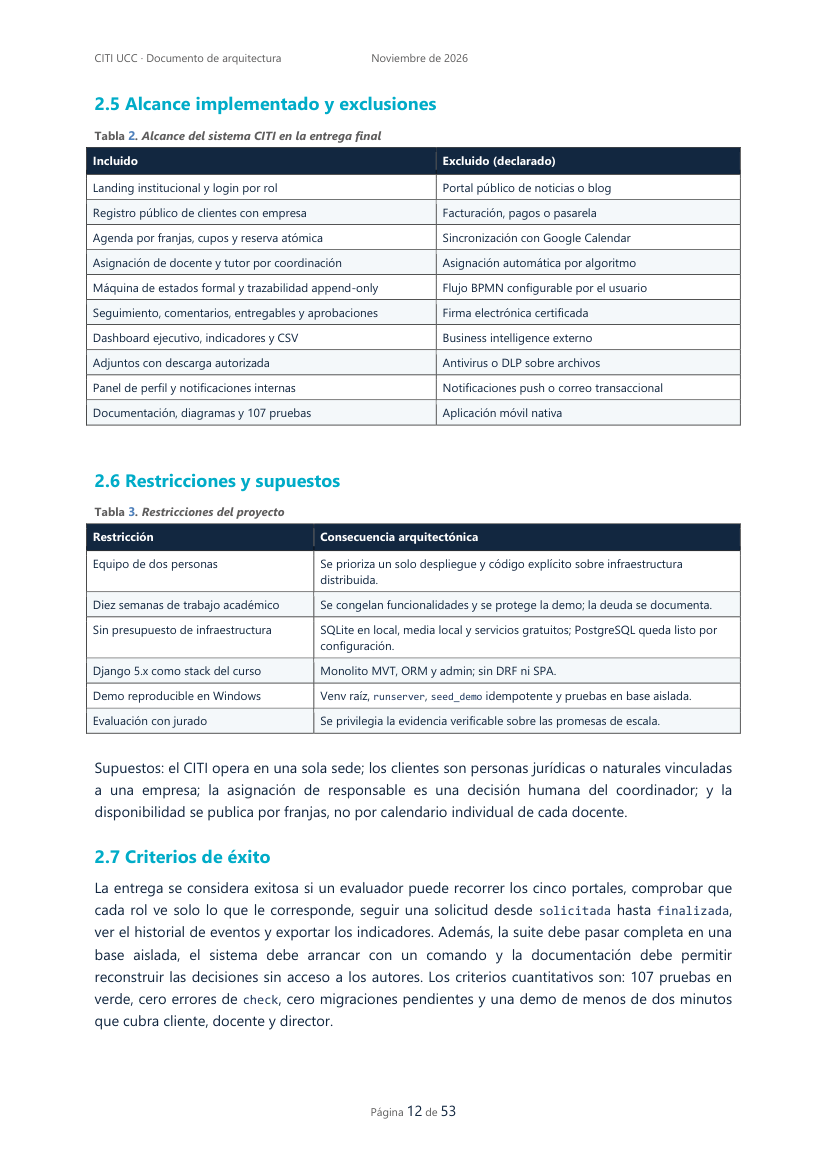 CITI UCC · Documento de arquitectura Noviembre de 2026
2.5 Alcance implementado y exclusiones
Tabla 2. Alcance del sistema CITI en la entrega final
Incluido Excluido (declarado)
Landing institucional y login por rol Portal público de noticias o blog
Registro público de clientes con empresa Facturación, pagos o pasarela
Agenda por franjas, cupos y reserva atómica Sincronización con Google Calendar
Asignación de docente y tutor por coordinación Asignación automática por algoritmo
Máquina de estados formal y trazabilidad append-only Flujo BPMN configurable por el usuario
Seguimiento, comentarios, entregables y aprobaciones Firma electrónica certificada
Dashboard ejecutivo, indicadores y CSV Business intelligence externo
Adjuntos con descarga autorizada Antivirus o DLP sobre archivos
Panel de perfil y notificaciones internas Notificaciones push o correo transaccional
Documentación, diagramas y 107 pruebas Aplicación móvil nativa
2.6 Restricciones y supuestos
Tabla 3. Restricciones del proyecto
Restricción Consecuencia arquitectónica
Equipo de dos personas Se prioriza un solo despliegue y código explícito sobre infraestructura
distribuida.
Diez semanas de trabajo académico Se congelan funcionalidades y se protege la demo; la deuda se documenta.
Sin presupuesto de infraestructura SQLite en local, media local y servicios gratuitos; PostgreSQL queda listo por
configuración.
Django 5.x como stack del curso Monolito MVT, ORM y admin; sin DRF ni SPA.
Demo reproducible en Windows Venv raíz, runserver, seed_demo idempotente y pruebas en base aislada.
Evaluación con jurado Se privilegia la evidencia verificable sobre las promesas de escala.
Supuestos: el CITI opera en una sola sede; los clientes son personas jurídicas o naturales vinculadas
a una empresa; la asignación de responsable es una decisión humana del coordinador; y la
disponibilidad se publica por franjas, no por calendario individual de cada docente.
2.7 Criterios de éxito
La entrega se considera exitosa si un evaluador puede recorrer los cinco portales, comprobar que
cada rol ve solo lo que le corresponde, seguir una solicitud desde solicitada hasta finalizada,
ver el historial de eventos y exportar los indicadores. Además, la suite debe pasar completa en una
base aislada, el sistema debe arrancar con un comando y la documentación debe permitir
reconstruir las decisiones sin acceso a los autores. Los criterios cuantitativos son: 107 pruebas en
verde, cero errores de check, cero migraciones pendientes y una demo de menos de dos minutos
que cubra cliente, docente y director.
Página 12 de 53